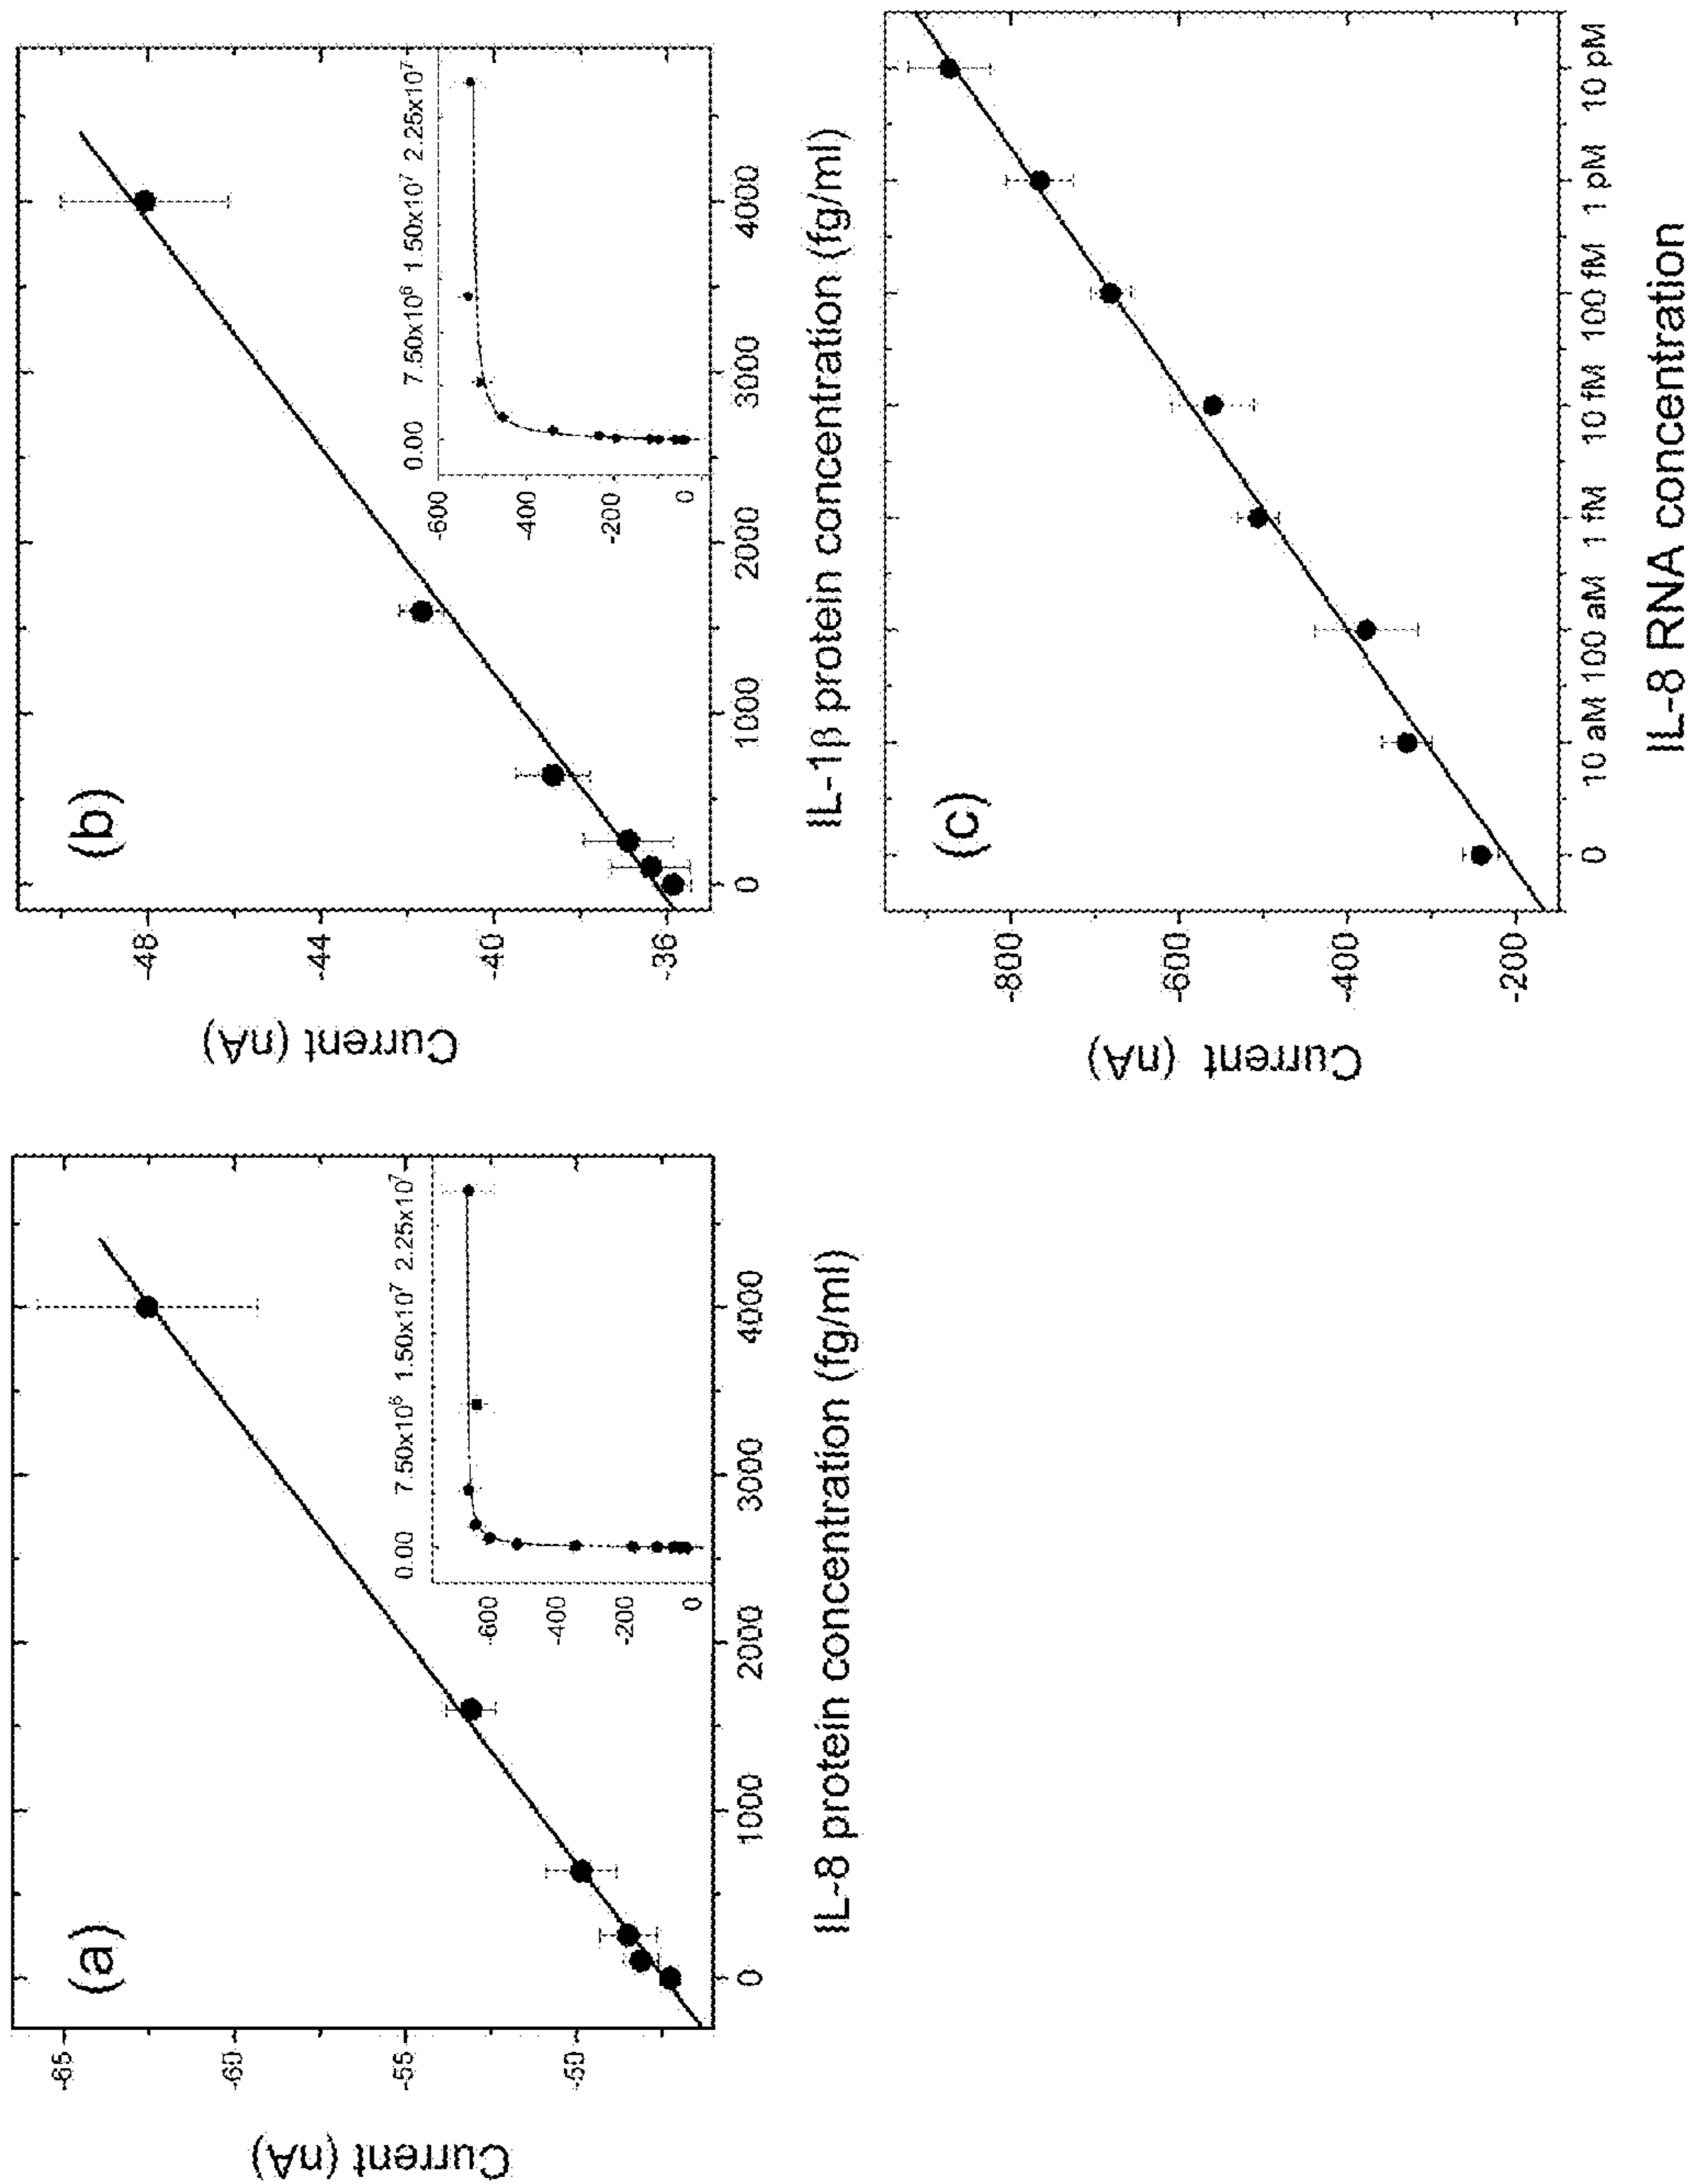 (a)
Current (nA)
-65
-60
-55
-50
0 1000 2000 3000 4000
IL-8 protein concentration (fg/ml)
0.00 7.50x10⁶ 1.50x10⁷ 2.25x10⁷
-600
-400
-200
0
(b)
Current (nA)
-48
-44
-40
-36
0 1000 2000 3000 4000
IL-1β protein concentration (fg/ml)
0.00 7.50x10⁶ 1.50x10⁷ 2.25x10⁷
-600
-400
-200
0
(c)
Current (nA)
-800
-600
-400
-200
0 10 aM 100 aM 1 fM 10 fM 100 fM 1 pM 10 pM
IL-8 RNA concentration